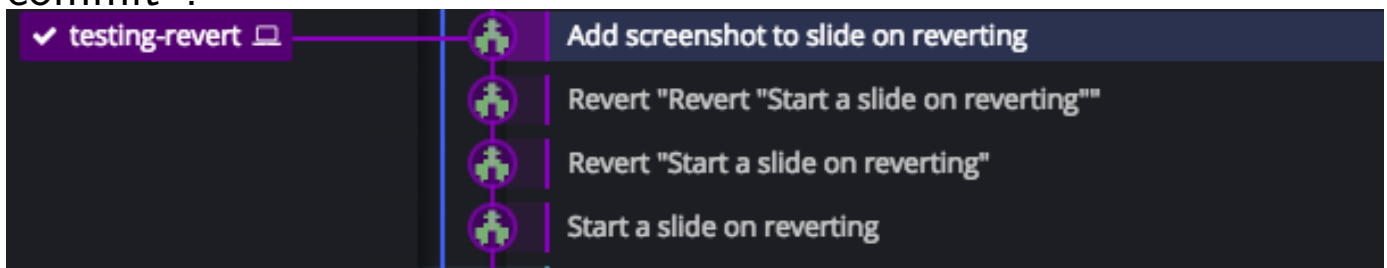 commit".
testing-revert
Add screenshot to slide on reverting
Revert "Revert "Start a slide on reverting""
Revert "Start a slide on reverting"
Start a slide on reverting